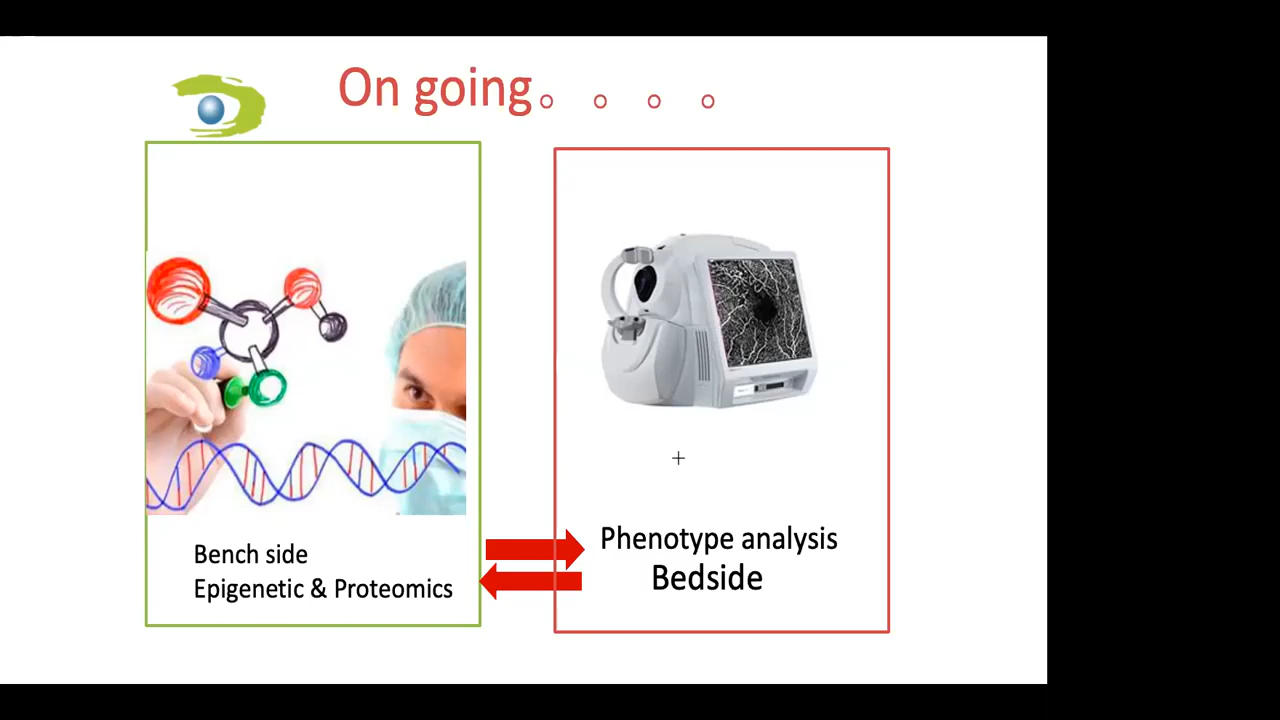 On going。。。。
Bench side
Epigenetic & Proteomics
Phenotype analysis
Bedside